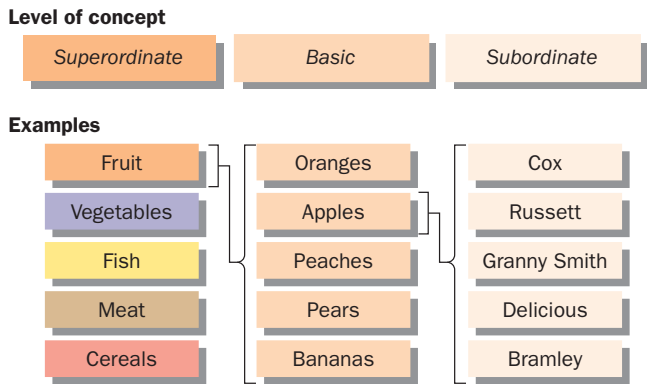 Level of concept
Superordinate Basic Subordinate
Examples
Fruit Oranges Cox
Vegetables Apples Russett
Fish Peaches Granny Smith
Meat Pears Delicious
Cereals Bananas Bramley